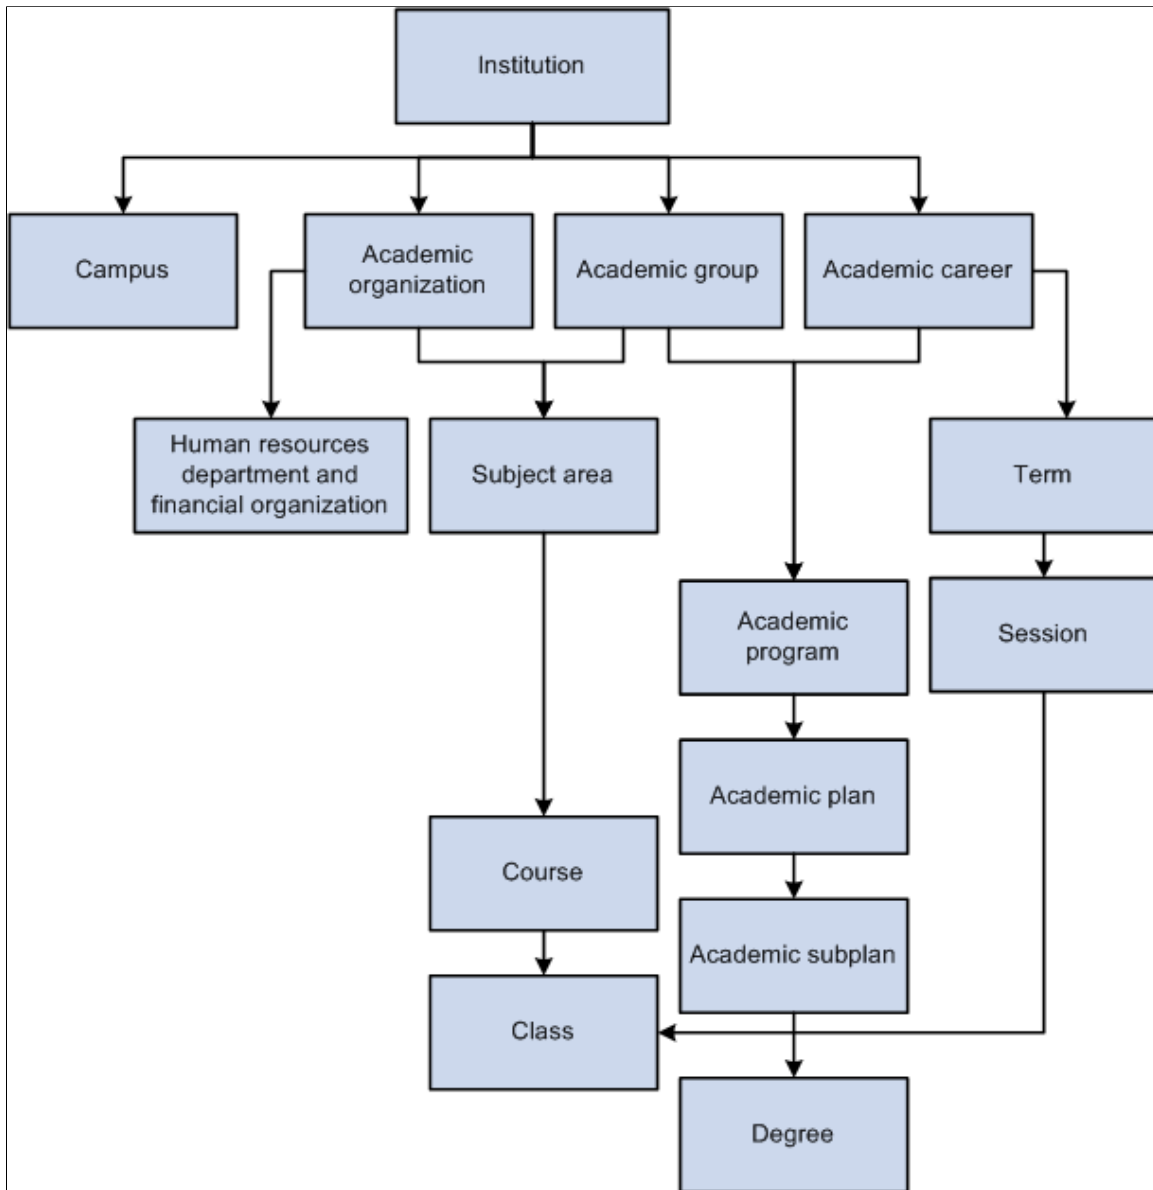 Institution
Campus
Academic
organization
Academic group
Academic career
Human resources
department and
financial organization
Subject area
Term
Academic
program
Session
Academic plan
Course
Academic subplan
Class
Degree